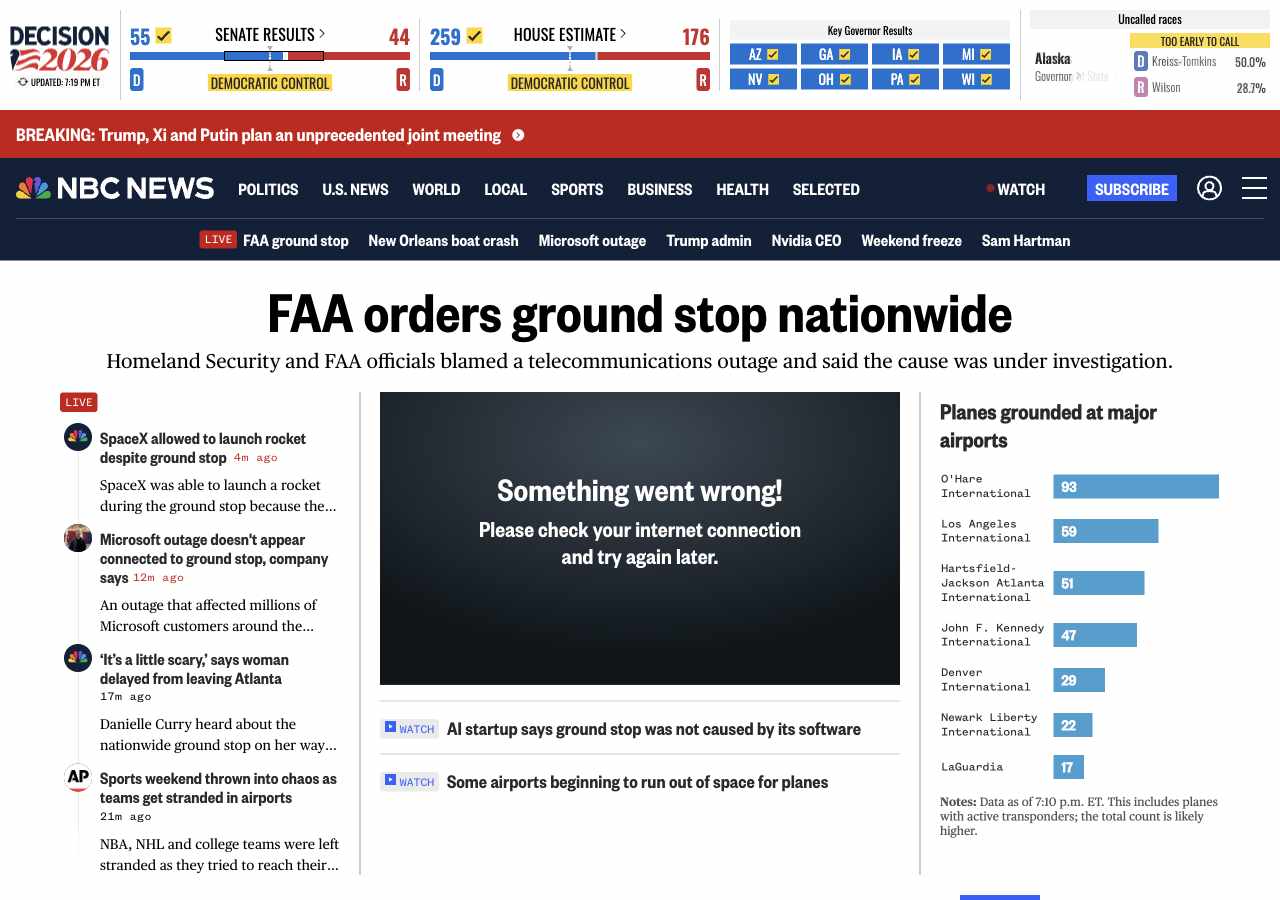 DECISION
2026
UPDATED: 7:19 PM ET
55
SENATE RESULTS
44
D
DEMOCRATIC CONTROL
R
259
HOUSE ESTIMATE
176
D
DEMOCRATIC CONTROL
R
Key Governor Results
AZ GA IA MI
NV OH PA WI
Uncalled races
Alaska
Governor
TOO EARLY TO CALL
D Kreiss-Tomkins 50.0%
R Wilson 28.7%
BREAKING: Trump, Xi and Putin plan an unprecedented joint meeting
NBC NEWS POLITICS U.S. NEWS WORLD LOCAL SPORTS BUSINESS HEALTH SELECTED WATCH SUBSCRIBE
LIVE FAA ground stop New Orleans boat crash Microsoft outage Trump admin Nvidia CEO Weekend freeze Sam Hartman
FAA orders ground stop nationwide
Homeland Security and FAA officials blamed a telecommunications outage and said the cause was under investigation.
LIVE
SpaceX allowed to launch rocket
despite ground stop 4m ago
SpaceX was able to launch a rocket
during the ground stop because the...
Microsoft outage doesn't appear
connected to ground stop, company
says 12m ago
An outage that affected millions of
Microsoft customers around the...
‘It’s a little scary,’ says woman
delayed from leaving Atlanta
17m ago
Danielle Curry heard about the
nationwide ground stop on her way...
AP
Sports weekend thrown into chaos as
teams get stranded in airports
21m ago
NBA, NHL and college teams were left
stranded as they tried to reach their...
Something went wrong!
Please check your internet connection
and try again later.
WATCH AI startup says ground stop was not caused by its software
WATCH Some airports beginning to run out of space for planes
Planes grounded at major
airports
O'Hare
International
93
Los Angeles
International
59
Hartsfield-
Jackson Atlanta
International
51
John F. Kennedy
International
47
Denver
International
29
Newark Liberty
International
22
LaGuardia
17
Notes: Data as of 7:10 p.m. ET. This includes planes
with active transponders; the total count is likely
higher.